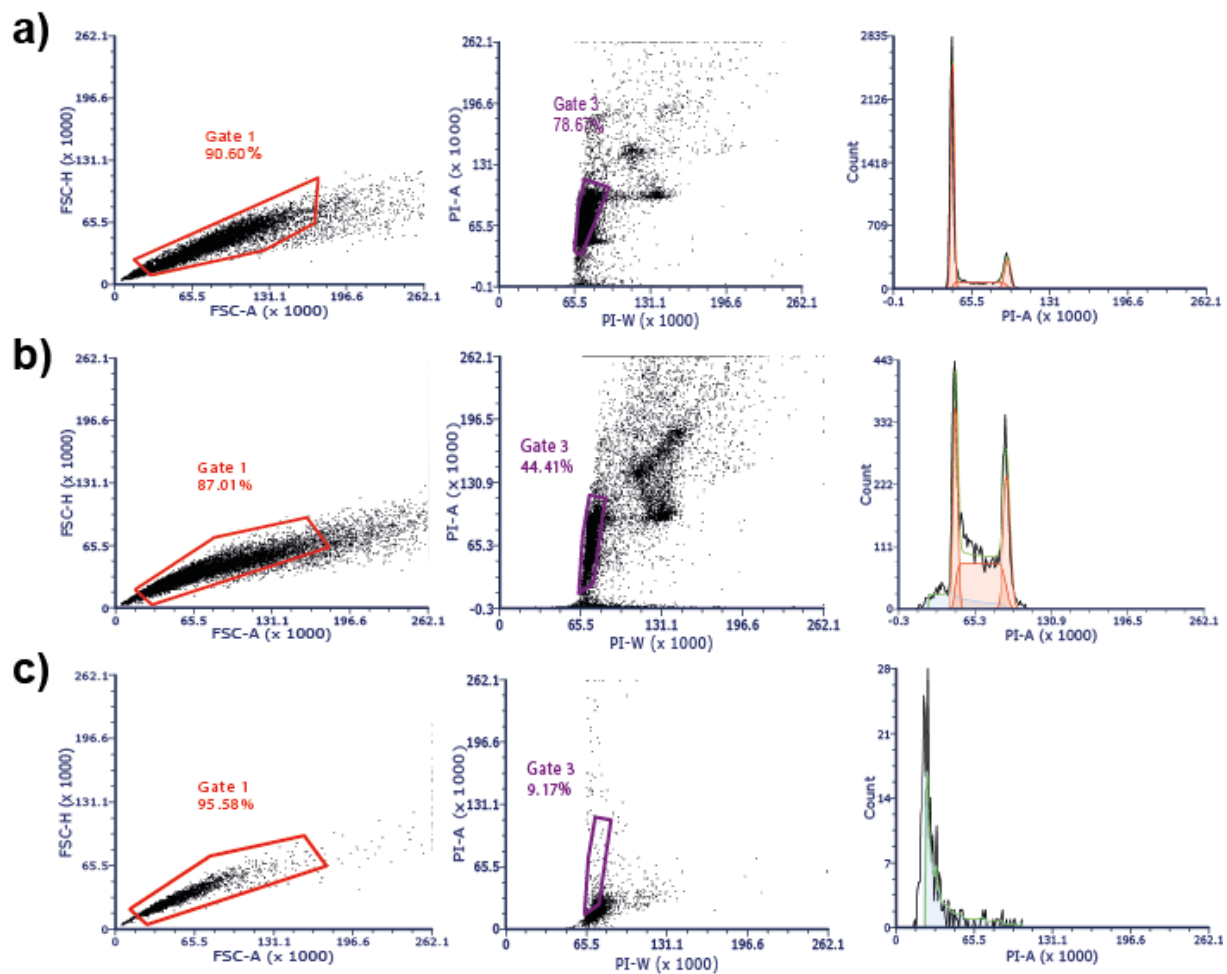 a)
262.1
196.6
131.1
65.5
0
FSC-H (x 1000)
Gate 1
90.60%
0 65.5 131.1 196.6 262.1
FSC-A (x 1000)
262.1
196.6
131
65.5
-0.1
PI-A (x 1000)
Gate 3
78.67%
0 65.5 131.1 196.6 262.1
PI-W (x 1000)
2835
2126
1418
709
0
Count
-0.1 65.5 131 196.6 262.1
PI-A (x 1000)
b)
262.1
196.6
131.1
65.5
0
FSC-H (x 1000)
Gate 1
87.01%
0 65.5 131.1 196.6 262.1
FSC-A (x 1000)
262.1
196.5
130.9
65.3
-0.3
PI-A (x 1000)
Gate 3
44.41%
0 65.5 131.1 196.6 262.1
PI-W (x 1000)
443
332
222
111
0
Count
-0.3 65.3 130.9 196.5 262.1
PI-A (x 1000)
c)
262.1
196.6
131.1
65.5
0
FSC-H (x 1000)
Gate 1
95.58%
0 65.5 131.1 196.6 262.1
FSC-A (x 1000)
262.1
196.6
131.1
65.5
0
PI-A (x 1000)
Gate 3
9.17%
0 65.5 131.1 196.6 262.1
PI-W (x 1000)
28
21
14
7
0
Count
0 65.5 131.1 196.6 262.1
PI-A (x 1000)